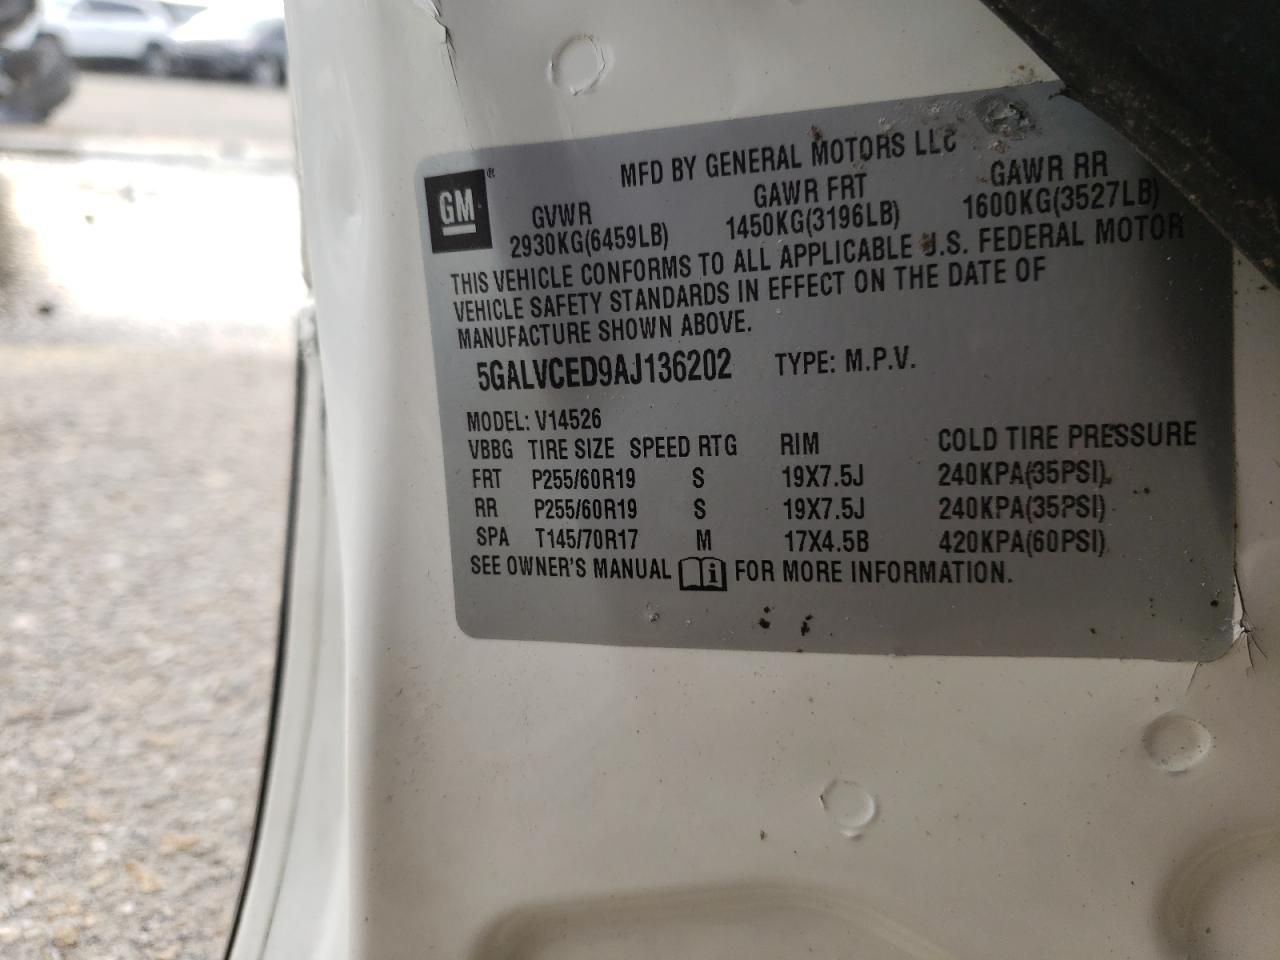 MFD BY GENERAL MOTORS LLC
GM ®
GVWR GAWR FRT GAWR RR
2930KG(6459LB) 1450KG(3196LB) 1600KG(3527LB)
THIS VEHICLE CONFORMS TO ALL APPLICABLE U.S. FEDERAL MOTOR
VEHICLE SAFETY STANDARDS IN EFFECT ON THE DATE OF
MANUFACTURE SHOWN ABOVE.
5GALVCED9AJ136202 TYPE: M.P.V.
MODEL: V14526
VBBG TIRE SIZE SPEED RTG RIM COLD TIRE PRESSURE
FRT P255/60R19 S 19X7.5J 240KPA(35PSI)
RR P255/60R19 S 19X7.5J 240KPA(35PSI)
SPA T145/70R17 M 17X4.5B 420KPA(60PSI)
SEE OWNER'S MANUAL FOR MORE INFORMATION.